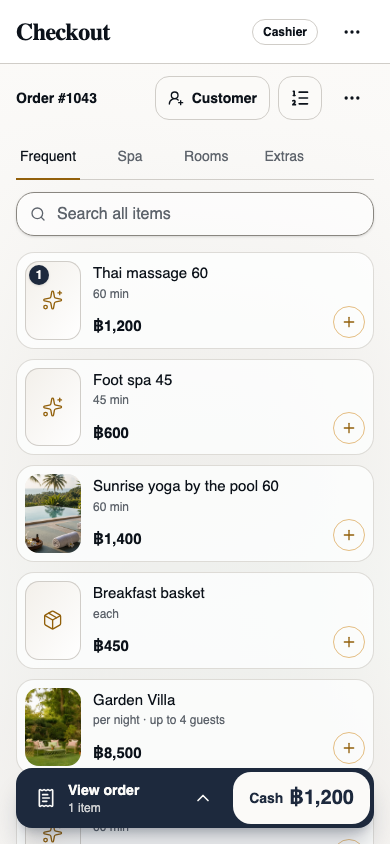 Checkout
Cashier
Order #1043
Customer
Frequent
Spa
Rooms
Extras
Search all items
1
Thai massage 60
60 min
฿1,200
Foot spa 45
45 min
฿600
Sunrise yoga by the pool 60
60 min
฿1,400
Breakfast basket
each
฿450
Garden Villa
per night · up to 4 guests
฿8,500
View order
1 item
Cash ฿1,200
60 min